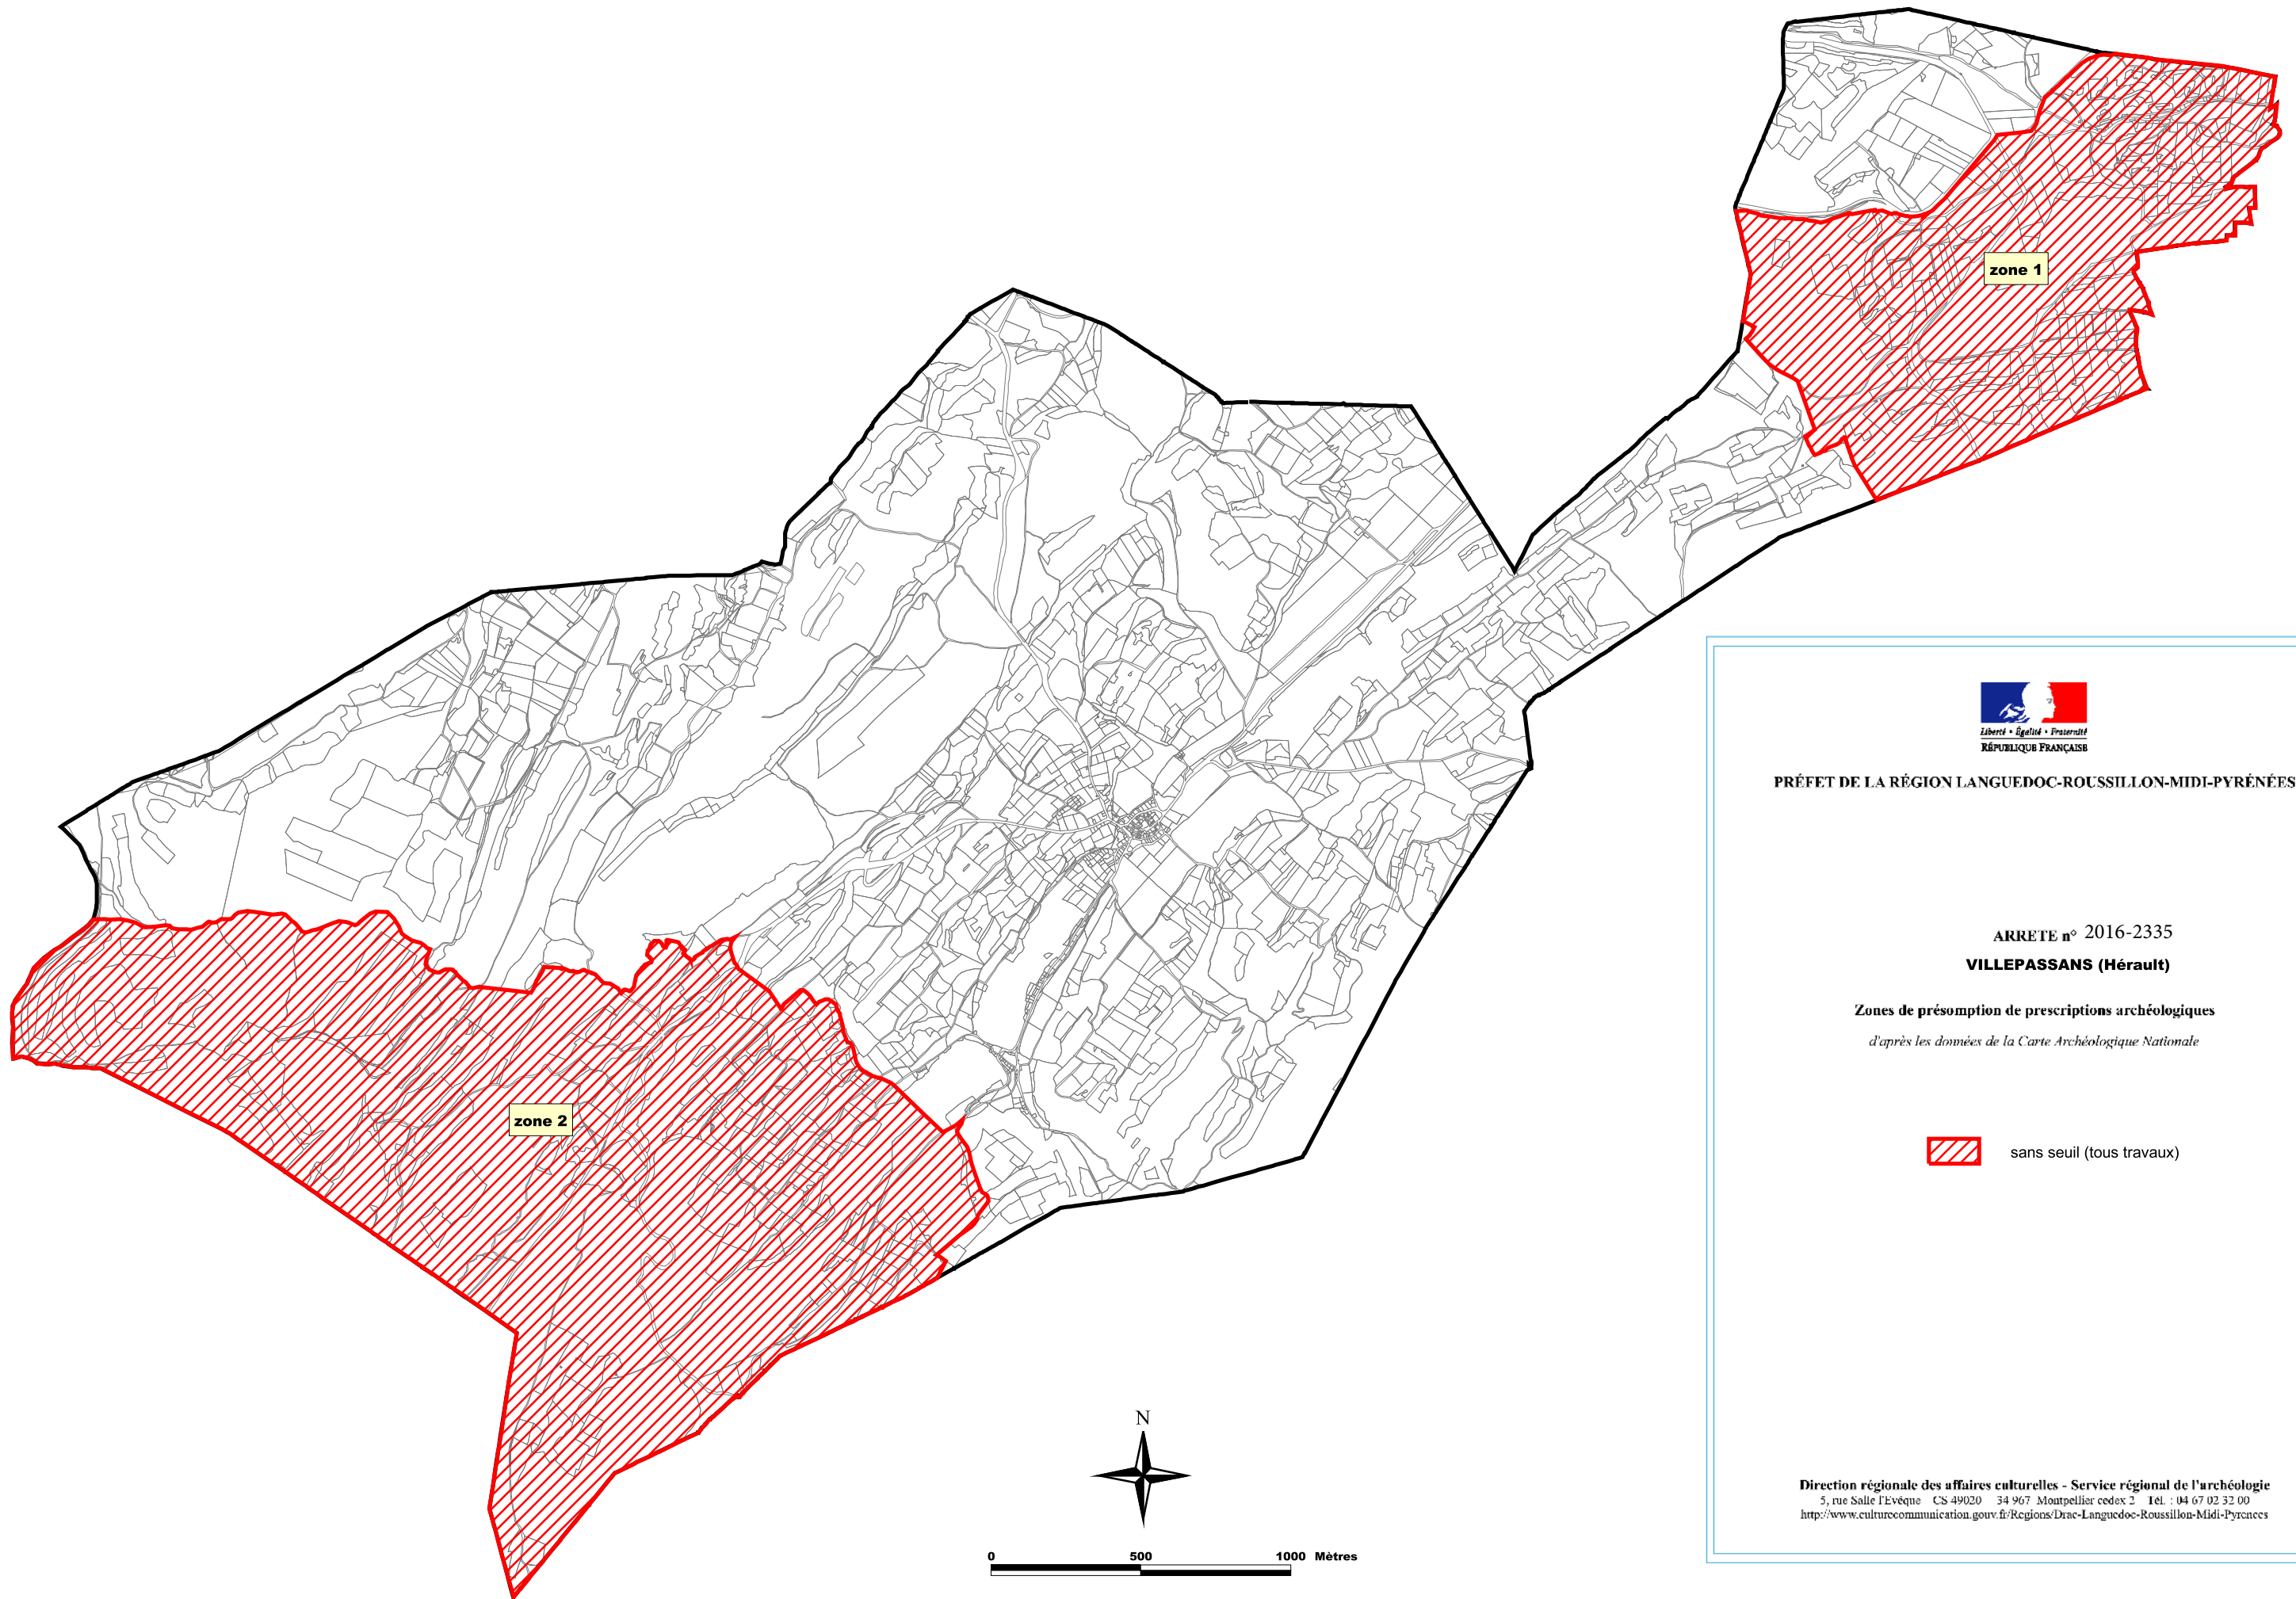 zone 1
zone 2
N
0 500 1000 Mètres
Liberté • Égalité • Fraternité
RÉPUBLIQUE FRANÇAISE
PRÉFET DE LA RÉGION LANGUEDOC-ROUSSILLON-MIDI-PYRÉNÉES
ARRETE n° 2016-2335
VILLEPASSANS (Hérault)
Zones de présomption de prescriptions archéologiques
d'après les données de la Carte Archéologique Nationale
sans seuil (tous travaux)
Direction régionale des affaires culturelles - Service régional de l'archéologie
5, rue Salle l'Evêque CS 49020 34 967 Montpellier cedex 2 Tél. : 04 67 02 32 00
http://www.culturecommunication.gouv.fr/Regions/Drac-Languedoc-Roussillon-Midi-Pyrenees